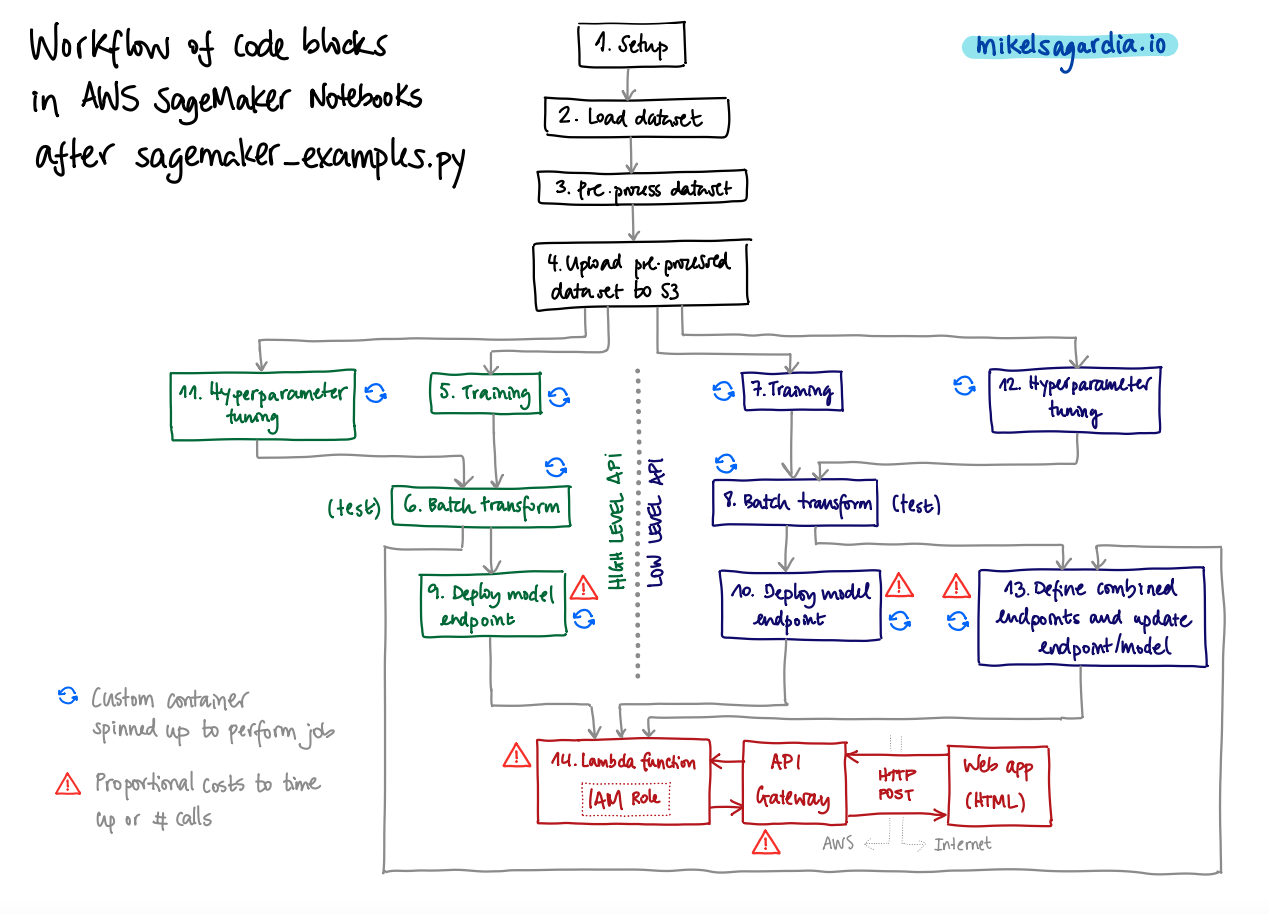 Workflow of code blocks
in AWS SageMaker Notebooks
after sagemaker_examples.py
mikelsagardia.io
1. Setup
2. Load dataset
3. Pre-process dataset
4. Upload pre-processed
dataset to S3
11. Hyperparameter
tuning
5. Training
7. Training
12. Hyperparameter
tuning
HIGH LEVEL API
LOW LEVEL API
(test)
6. Batch transform
8. Batch transform
(test)
9. Deploy model
endpoint
10. Deploy model
endpoint
13. Define combined
endpoints and update
endpoint/model
Custom container
spinned up to perform job
Proportional costs to time
up or # calls
14. Lambda function
IAM Role
API
Gateway
HTTP
POST
Web app
(HTML)
AWS
Internet